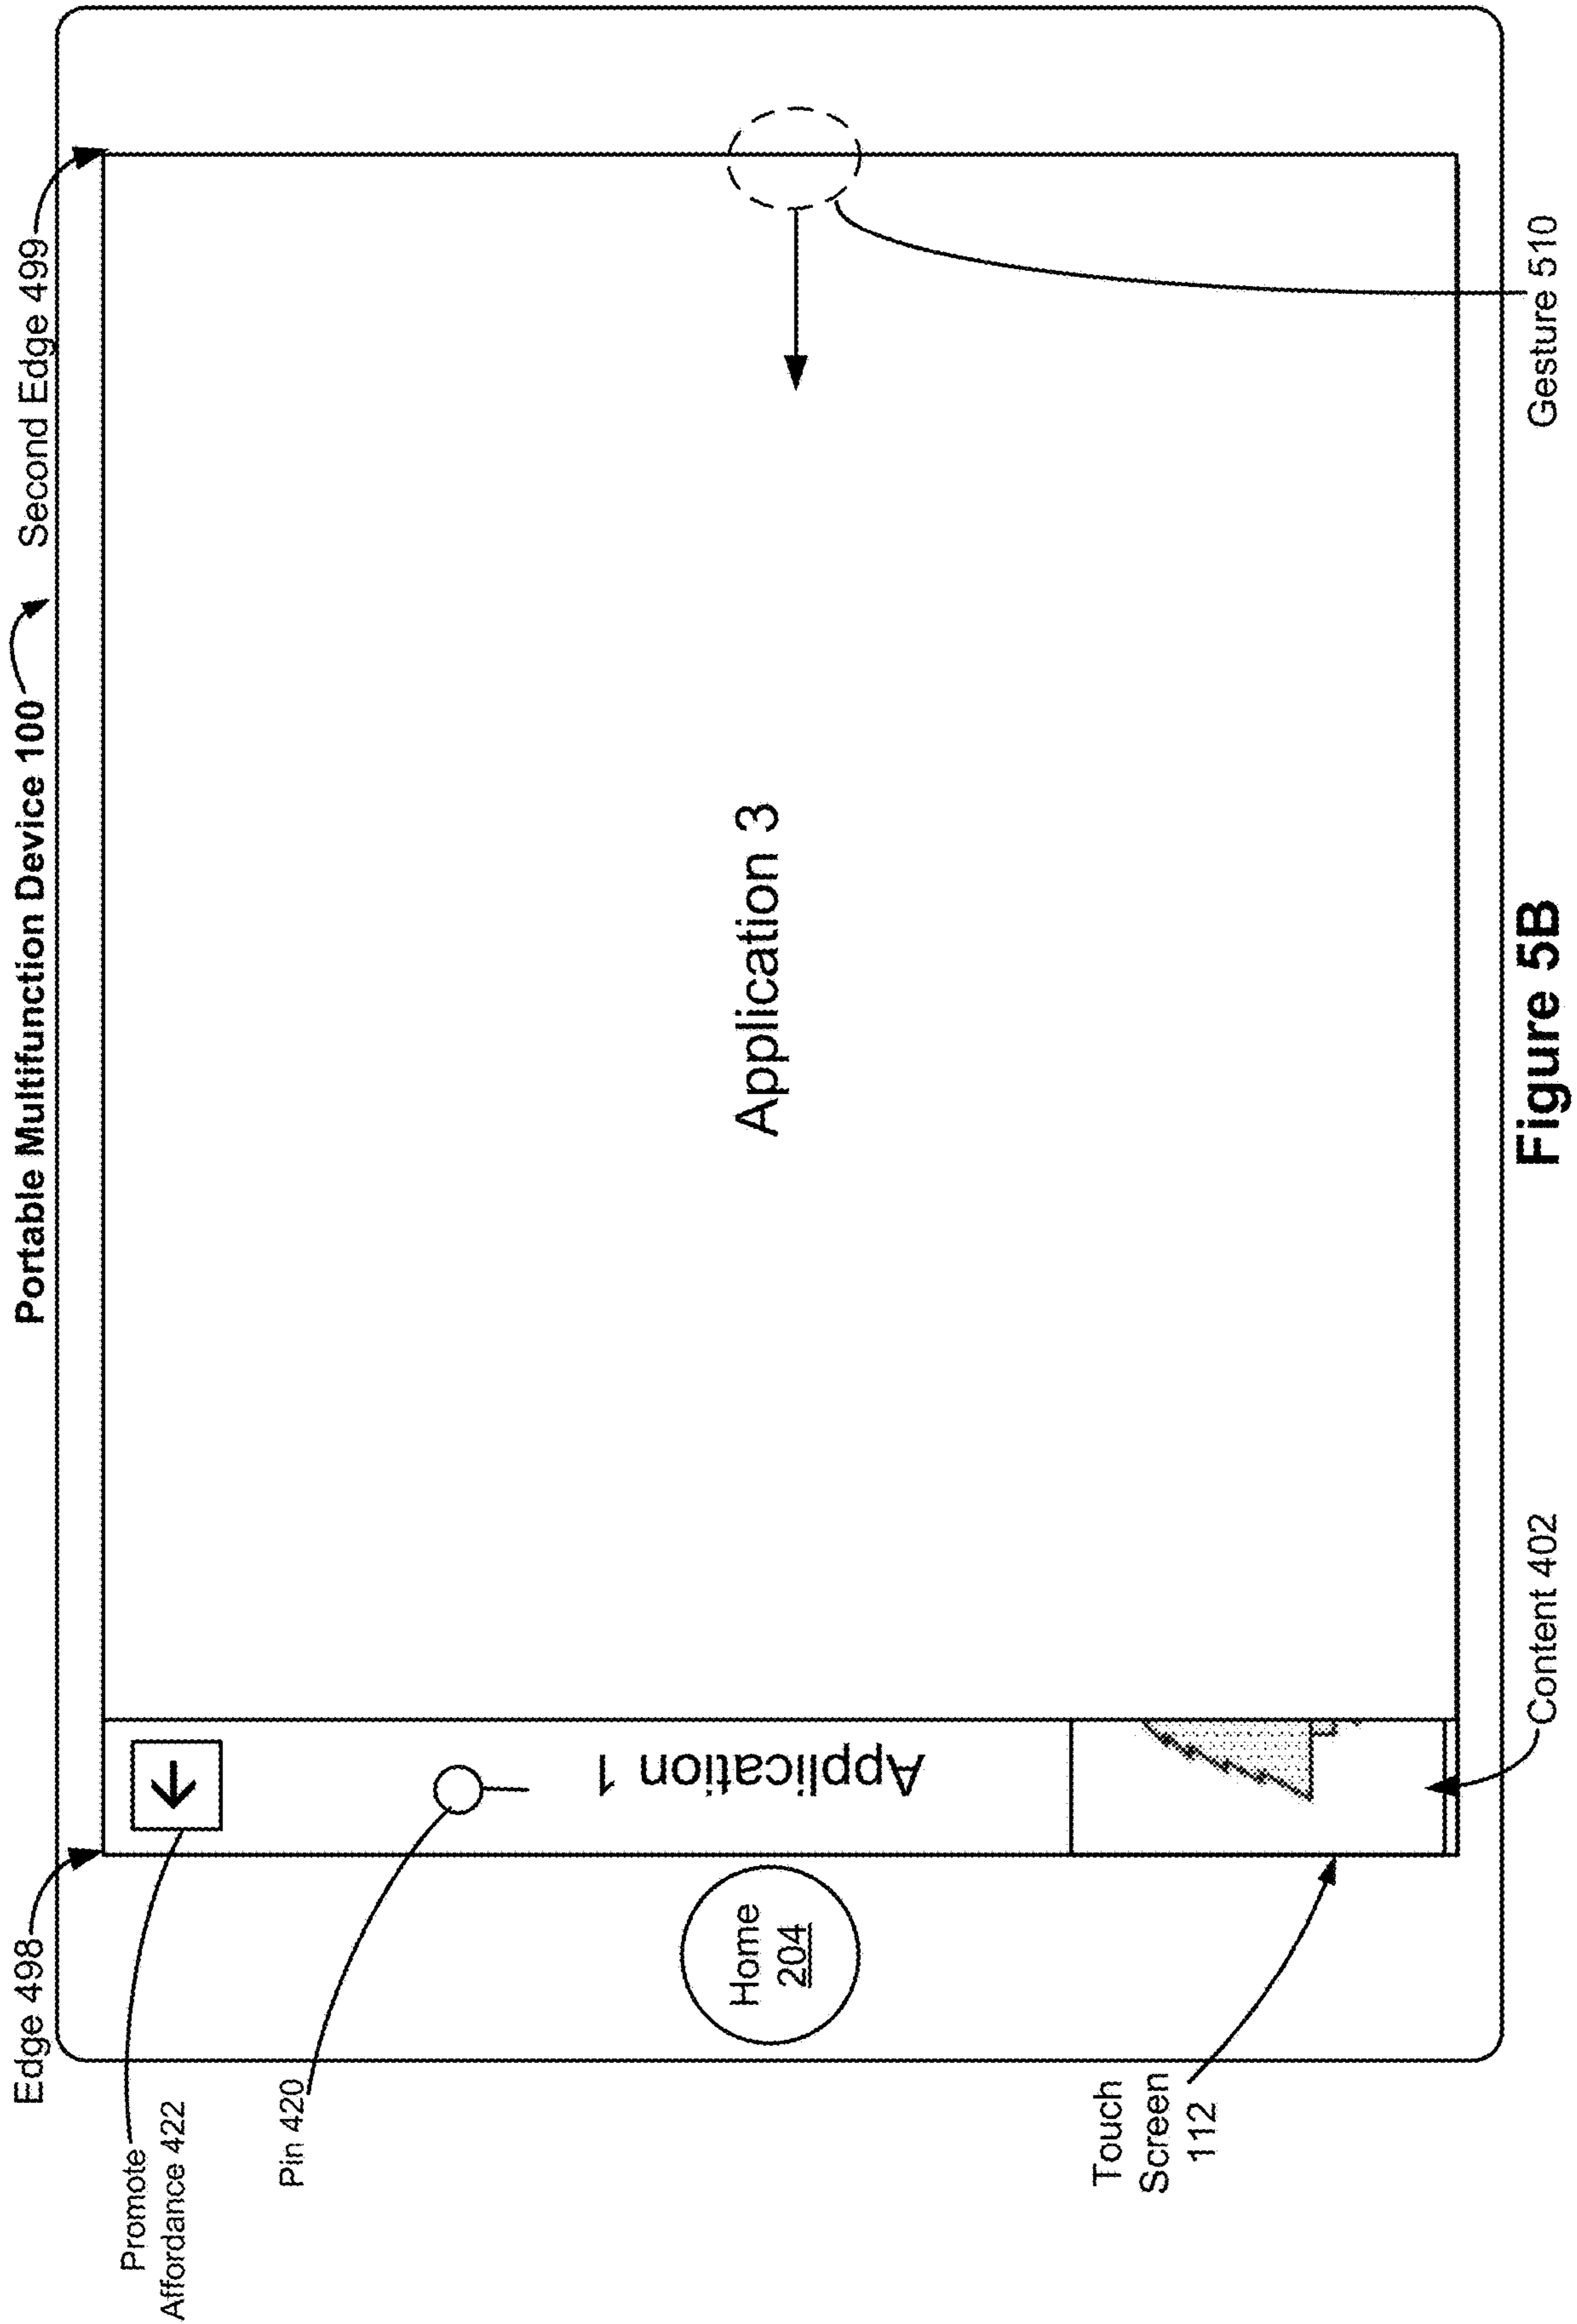 Portable Multifunction Device 100
Second Edge 499
Edge 498
Promote
Affordance 422
Pin 420
Application 1
Application 3
Home
204
Touch
Screen
112
Content 402
Gesture 510
Figure 5B